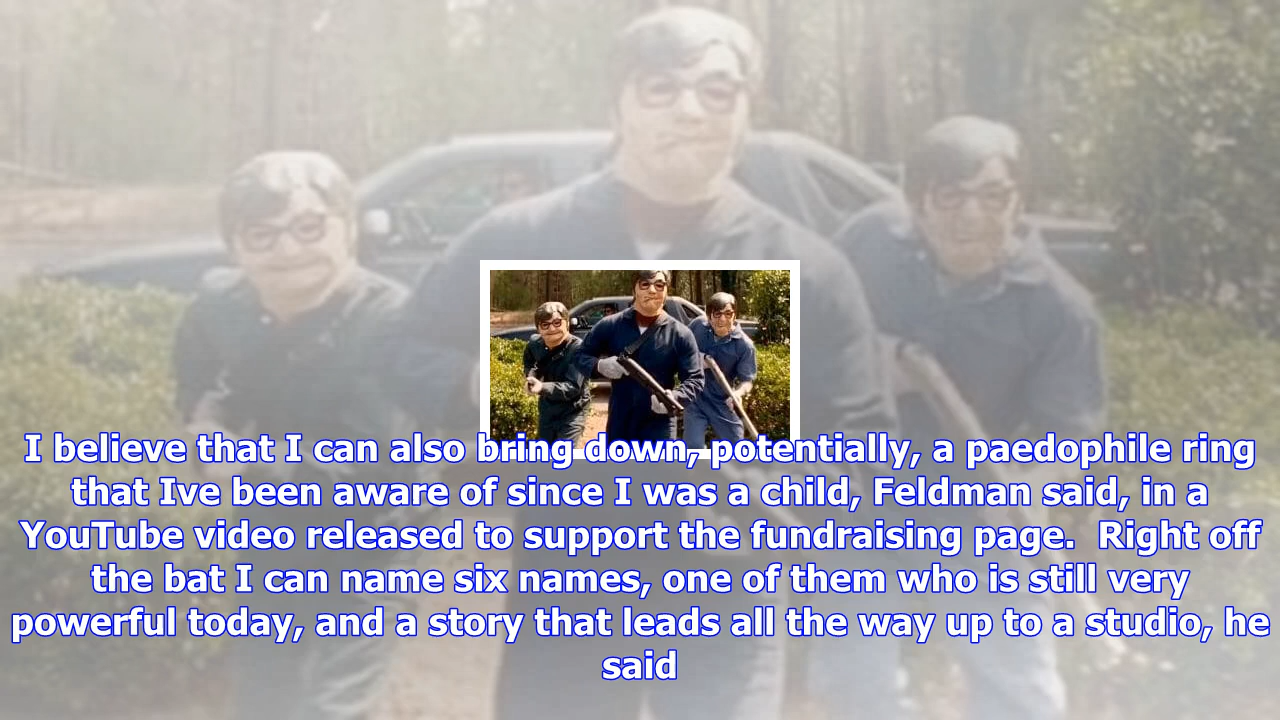 I believe that I can also bring down, potentially, a paedophile ring
that Ive been aware of since I was a child, Feldman said, in a
YouTube video released to support the fundraising page.  Right off
the bat I can name six names, one of them who is still very
powerful today, and a story that leads all the way up to a studio, he
said